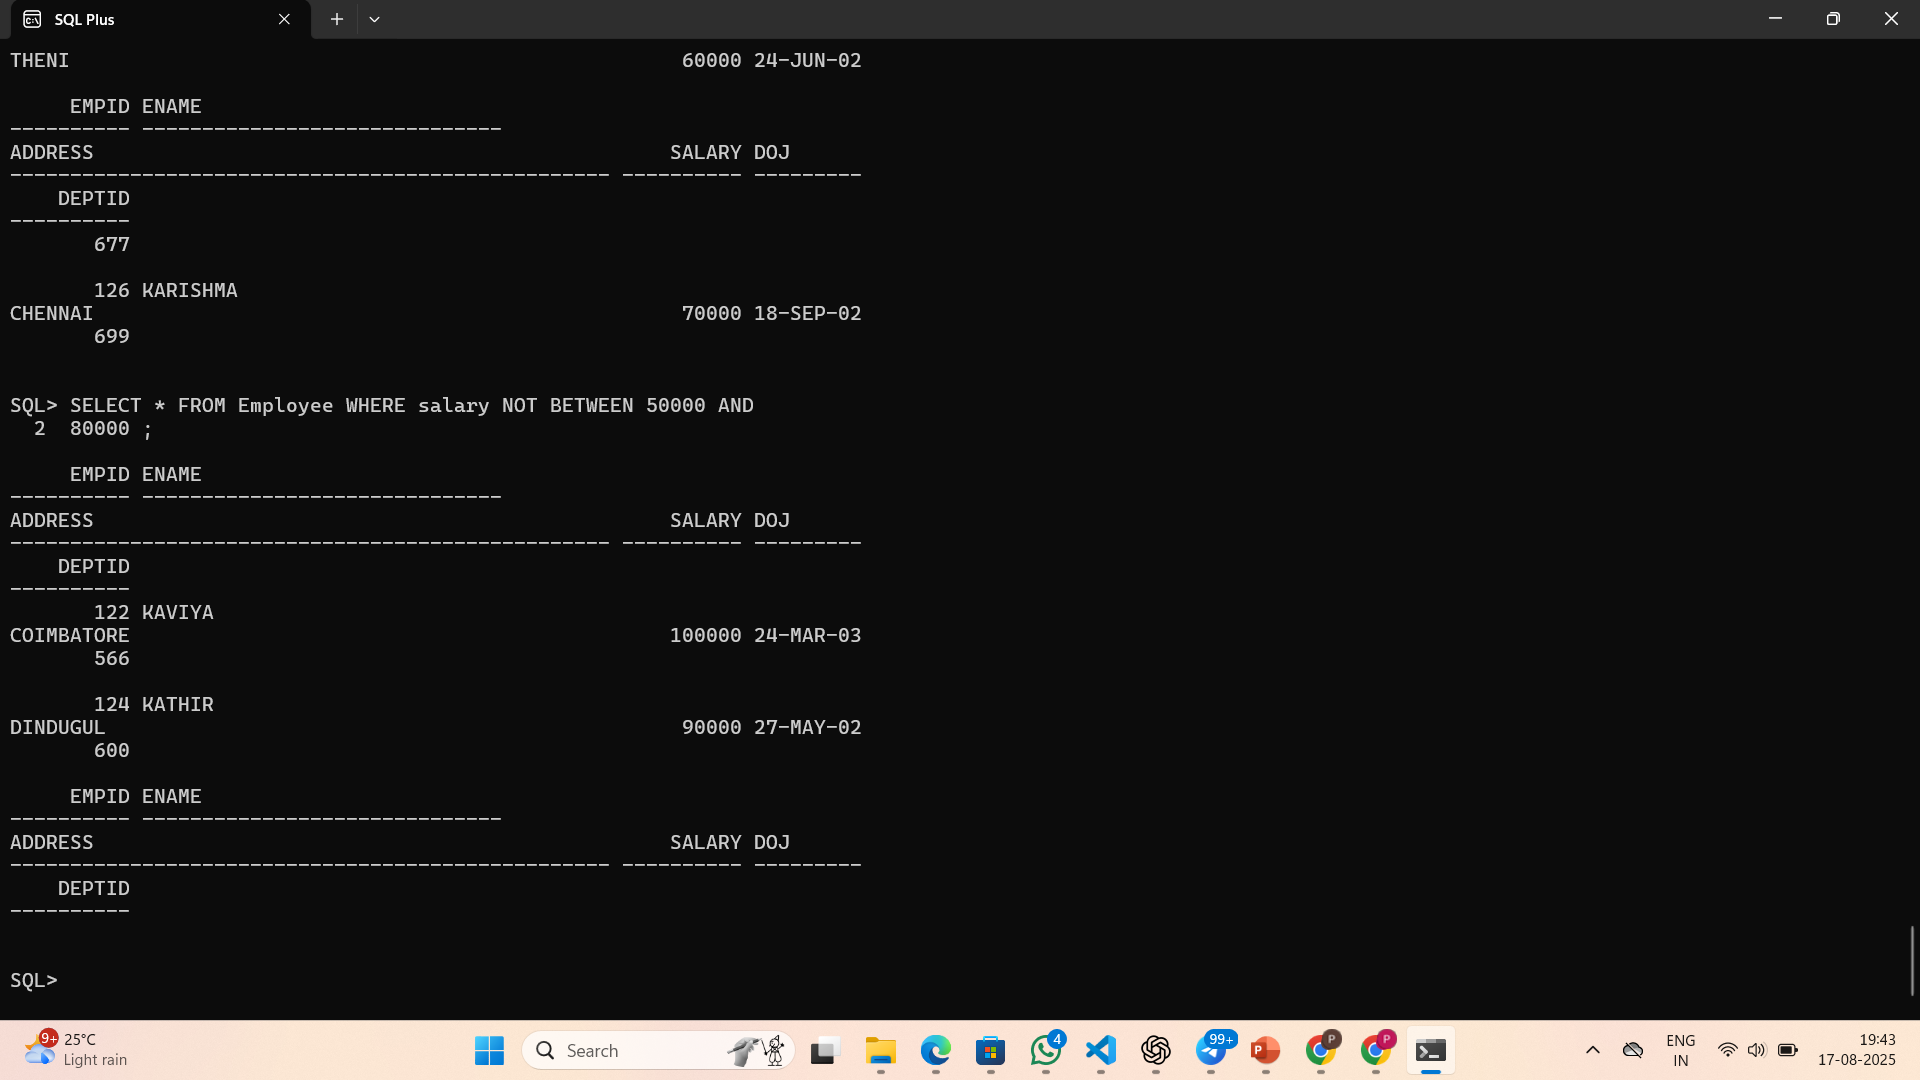 SQL Plus
THENI 60000 24-JUN-02
EMPID ENAME
---------- ------------------------------
ADDRESS SALARY DOJ
-------------------------------------------------- ---------- ---------
DEPTID
----------
677
126 KARISHMA
CHENNAI 70000 18-SEP-02
699
SQL> SELECT * FROM Employee WHERE salary NOT BETWEEN 50000 AND
2 80000 ;
EMPID ENAME
---------- ------------------------------
ADDRESS SALARY DOJ
-------------------------------------------------- ---------- ---------
DEPTID
----------
122 KAVIYA
COIMBATORE 100000 24-MAR-03
566
124 KATHIR
DINDUGUL 90000 27-MAY-02
600
EMPID ENAME
---------- ------------------------------
ADDRESS SALARY DOJ
-------------------------------------------------- ---------- ---------
DEPTID
----------
SQL>
9+ 25°C
Light rain
Search
4
99+
P
P
P
ENG
IN
19:43
17-08-2025